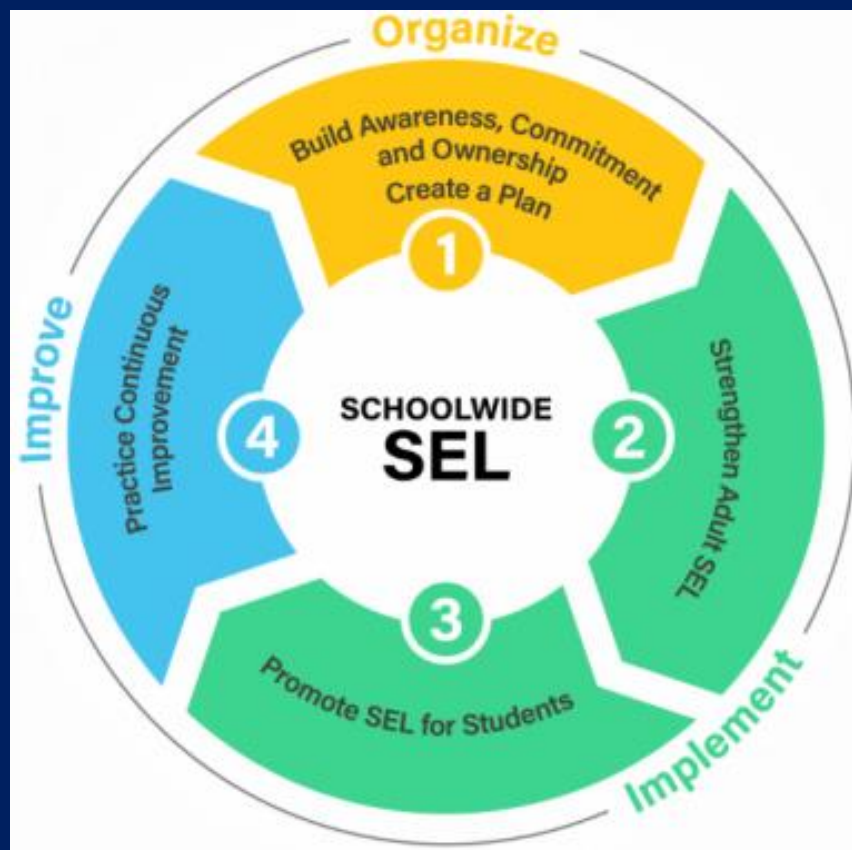 Organize
Build Awareness, Commitment
and Ownership
Create a Plan
1
Strengthen Adult SEL
2
Implement
Promote SEL for Students
3
Improve
Practice Continuous
Improvement
4
SCHOOLWIDE
SEL